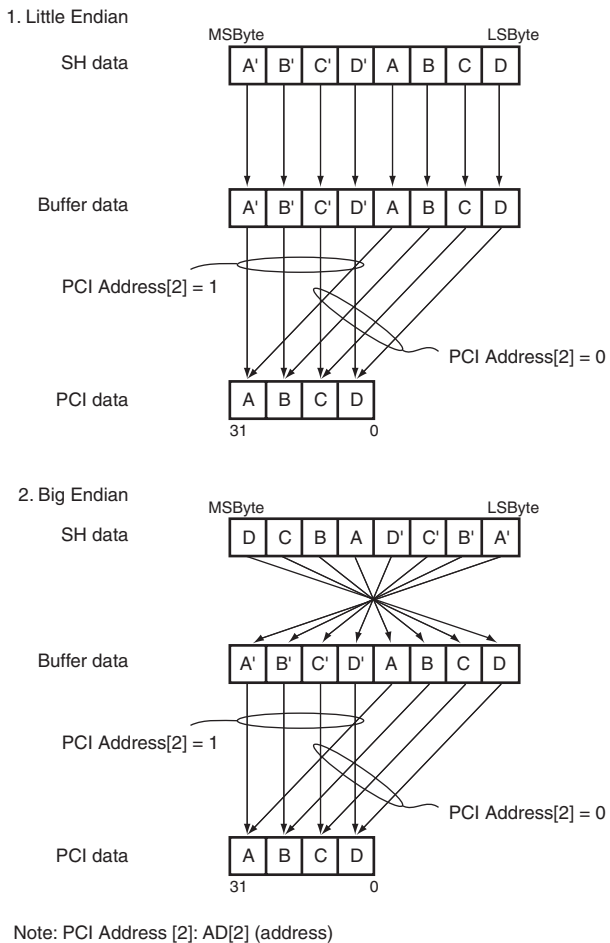 1. Little Endian
MSByte LSByte
SH data A' B' C' D' A B C D
Buffer data A' B' C' D' A B C D
PCI Address[2] = 1
PCI Address[2] = 0
PCI data A B C D
31 0
2. Big Endian
MSByte LSByte
SH data D C B A D' C' B' A'
Buffer data A' B' C' D' A B C D
PCI Address[2] = 1
PCI Address[2] = 0
PCI data A B C D
31 0
Note: PCI Address [2]: AD[2] (address)